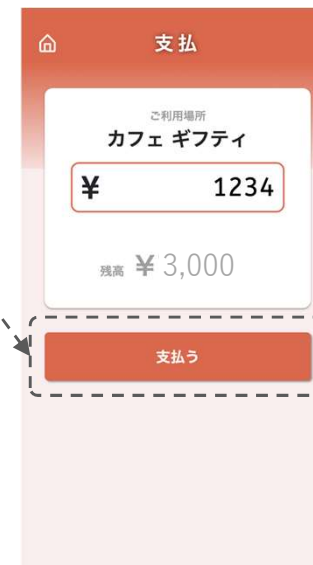 支払
ご利用場所
カフェ ギフティ
¥ 1234
残高 ¥ 3,000
支払う